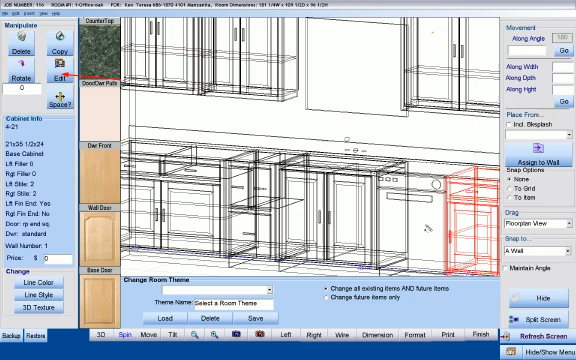 JOB NUMBER: 116 ROOM #1: 1-Office-oak FOR: Ken Terese 686-1870 4101 Manzanita, Room Dimensions: 181 1/4W x 109 1/2D x 96 1/2H
File Edit Insert View Help
Manipulate
Delete
Copy
Rotate
Edit
0
Space?
Cabinet Info
4-21
21x35 1/2x24
Base Cabinet
Lft Filler 0
Rgt Filler 0
Lft Stile: 2
Rgt Stile: 2
Lft Fin End: Yes
Rgt Fin End: No
Door: rp end sq.
Dwr: standard
Wall Number: 1
Price: $ 0
Change
Line Color
Line Style
3D Texture
Backup
Restore
CounterTop
Door/Dwr Pulls
Dwr Front
Wall Door
Base Door
Change Room Theme
Theme Name: Select a Room Theme
Load
Delete
Save
Change all existing items AND future items
Change future items only
3D
Spin
Move
Tilt
Left
Right
Wire
Dimension
Format
Print
Finish
Movement
Along Angle
180
Go
Along Wdth
Along Dpth
Along Hght
Go
Place From...
Incl. Bksplash
Assign to Wall
Snap Options
None
To Grid
To Item
Drag
Floorplan View
Snap to...
A Wall
Maintain Angle
Hide
Split Screen
Refresh Screen
Hide/Show Menu